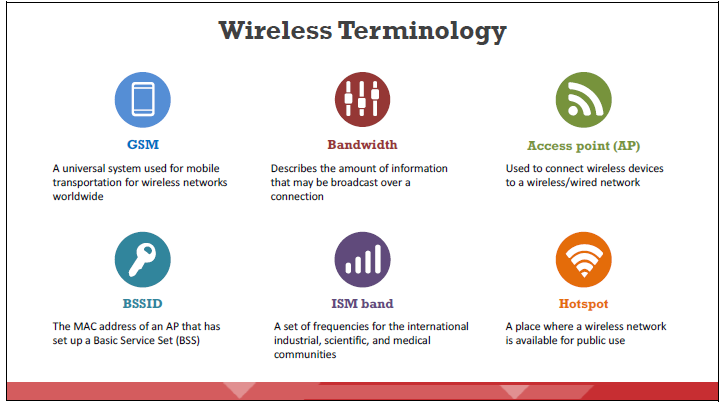 Wireless Terminology
GSM
A universal system used for mobile
transportation for wireless networks
worldwide
Bandwidth
Describes the amount of information
that may be broadcast over a
connection
Access point (AP)
Used to connect wireless devices
to a wireless/wired network
BSSID
The MAC address of an AP that has
set up a Basic Service Set (BSS)
ISM band
A set of frequencies for the international
industrial, scientific, and medical
communities
Hotspot
A place where a wireless network
is available for public use